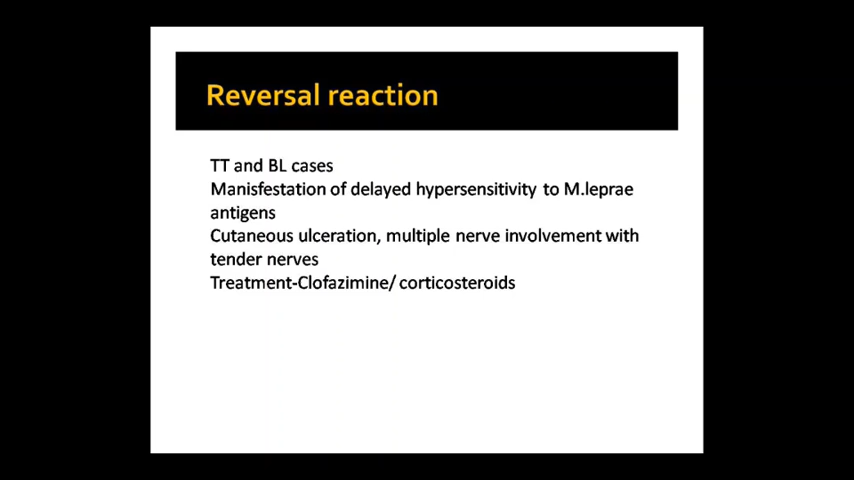 Reversal reaction
TT and BL cases
Manisfestation of delayed hypersensitivity to M.leprae
antigens
Cutaneous ulceration, multiple nerve involvement with
tender nerves
Treatment-Clofazimine/ corticosteroids